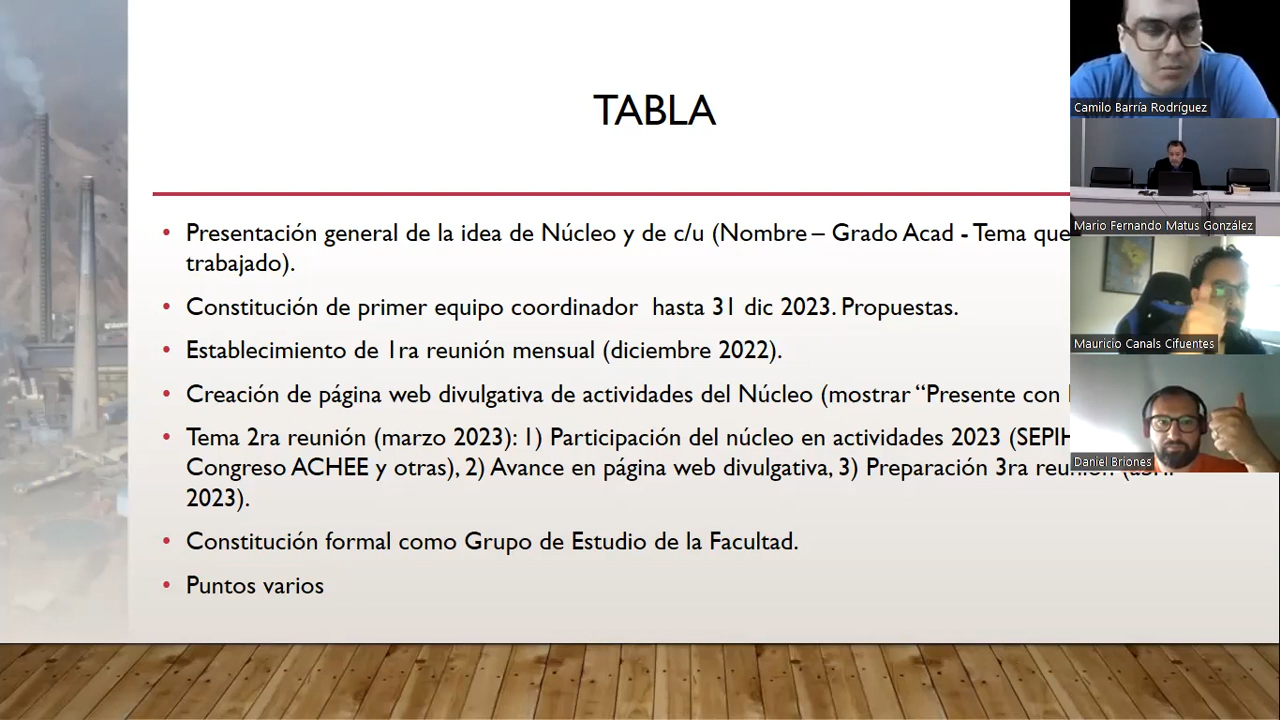 TABLA
• Presentación general de la idea de Núcleo y de c/u (Nombre – Grado Acad - Tema que
trabajado).
• Constitución de primer equipo coordinador hasta 31 dic 2023. Propuestas.
• Establecimiento de 1ra reunión mensual (diciembre 2022).
• Creación de página web divulgativa de actividades del Núcleo (mostrar “Presente con
• Tema 2ra reunión (marzo 2023): 1) Participación del núcleo en actividades 2023 (SEPIH
Congreso ACHEE y otras), 2) Avance en página web divulgativa, 3) Preparación 3ra reunión (abril
2023).
• Constitución formal como Grupo de Estudio de la Facultad.
• Puntos varios
Camilo Barría Rodríguez
Mario Fernando Matus González
Mauricio Canals Cifuentes
Daniel Briones